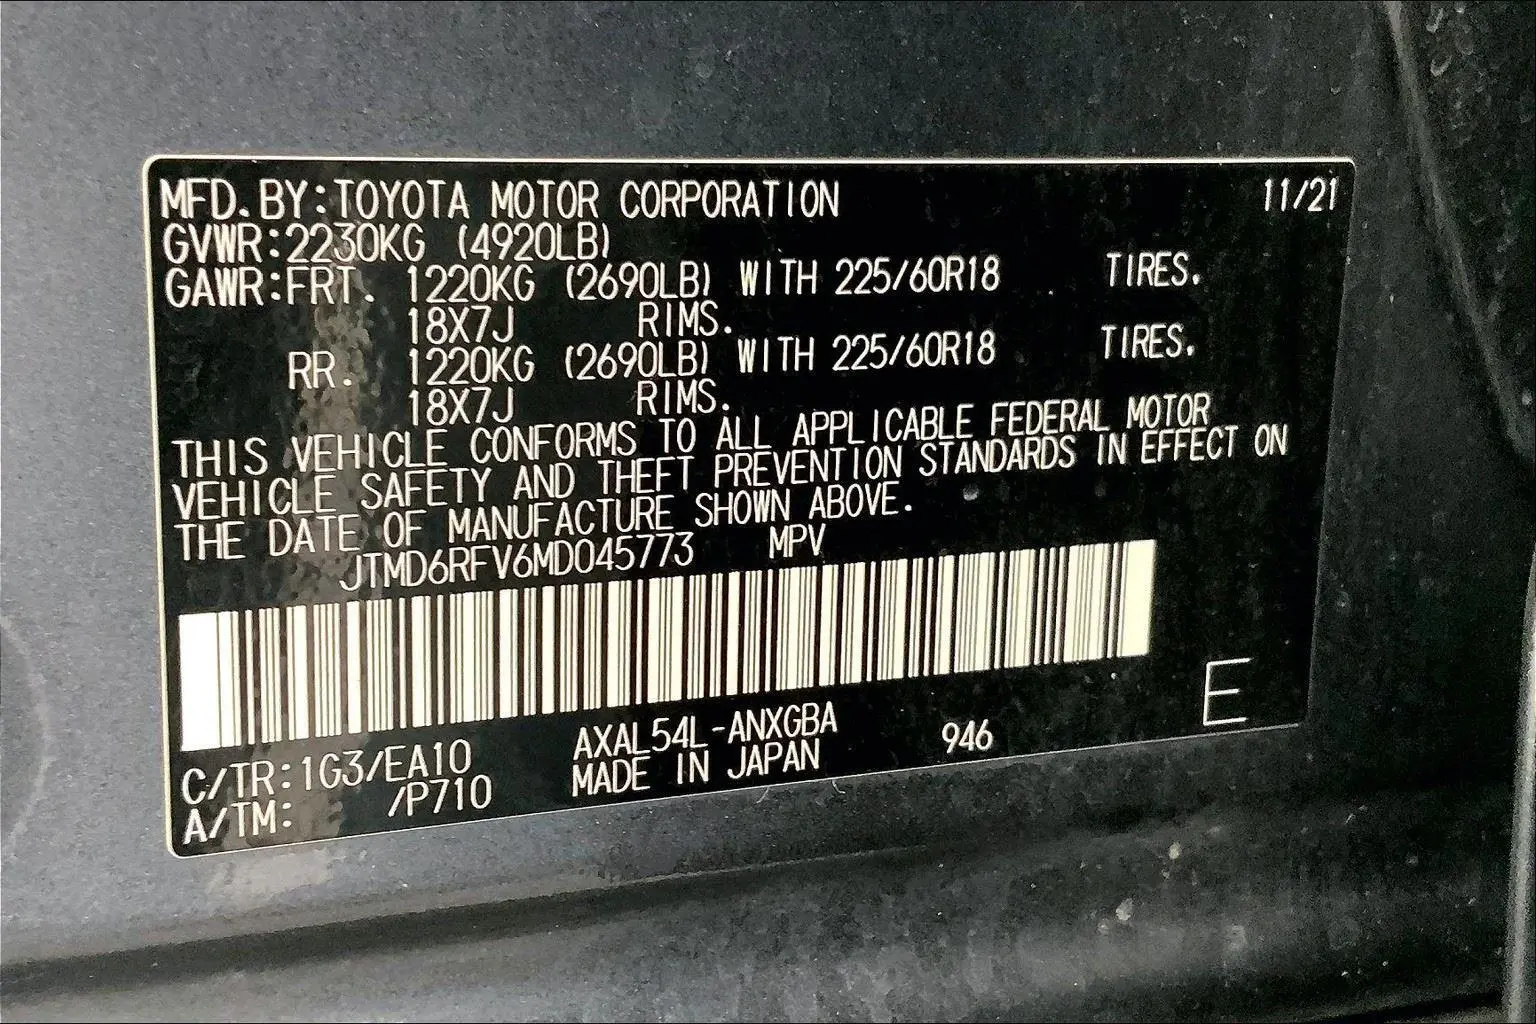 MFD.BY:TOYOTA MOTOR CORPORATION 11/21
GVWR:2230KG (4920LB)
GAWR:FRT. 1220KG (2690LB) WITH 225/60R18 TIRES.
18X7J RIMS.
RR. 1220KG (2690LB) WITH 225/60R18 TIRES.
18X7J RIMS.
THIS VEHICLE CONFORMS TO ALL APPLICABLE FEDERAL MOTOR
VEHICLE SAFETY AND THEFT PREVENTION STANDARDS IN EFFECT ON
THE DATE OF MANUFACTURE SHOWN ABOVE.
JTMD6RFV6MD045773 MPV
E
C/TR:1G3/EA10 AXAL54L-ANXGBA 946
A/TM: /P710 MADE IN JAPAN